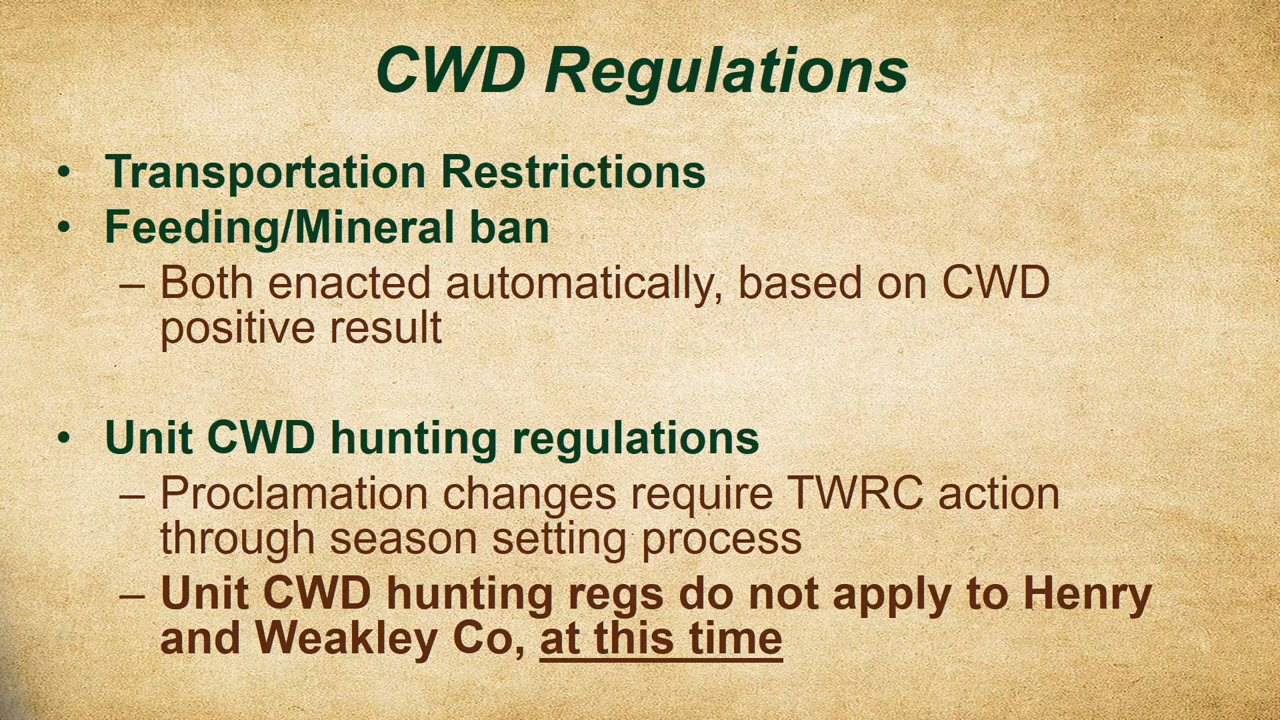 CWD Regulations
• Transportation Restrictions
• Feeding/Mineral ban
– Both enacted automatically, based on CWD
positive result
• Unit CWD hunting regulations
– Proclamation changes require TWRC action
through season setting process
– Unit CWD hunting regs do not apply to Henry
and Weakley Co, at this time